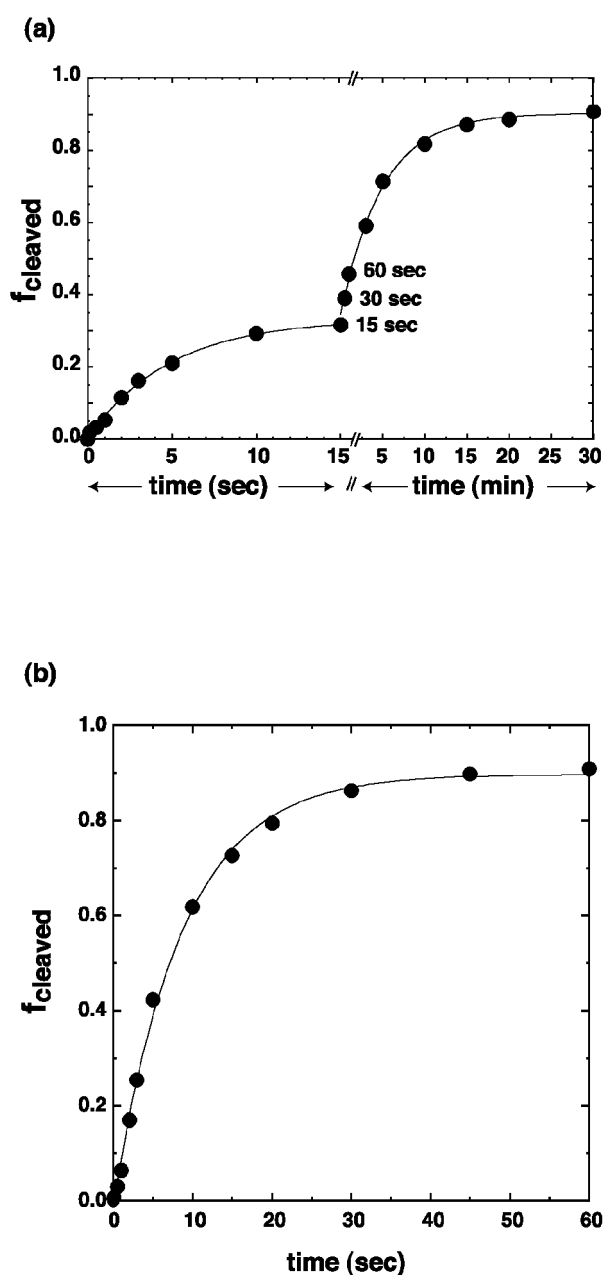 (a)
1.0
0.8
0.6
0.4
0.2
0.0
fcleaved
60 sec
30 sec
15 sec
0 5 10 15 // 5 10 15 20 25 30
← time (sec) → // ← time (min) →
(b)
1.0
0.8
0.6
0.4
0.2
0.0
fcleaved
0 10 20 30 40 50 60
time (sec)